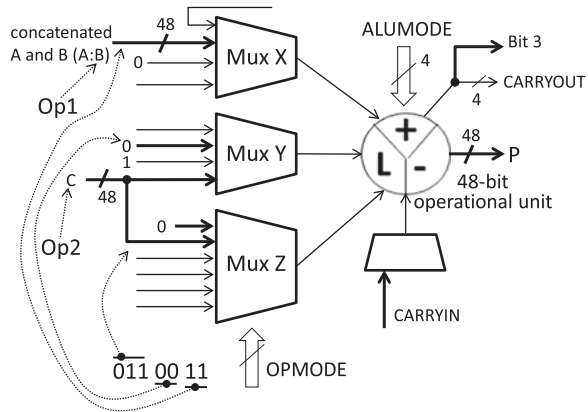 concatenated
A and B (A:B)
48
0
Op1
Mux X
ALUMODE
4
Bit 3
CARRYOUT
4
0
1
Mux Y
+
L -
48
P
48-bit
operational unit
C
48
Op2
0
Mux Z
CARRYIN
OPMODE
011 00 11